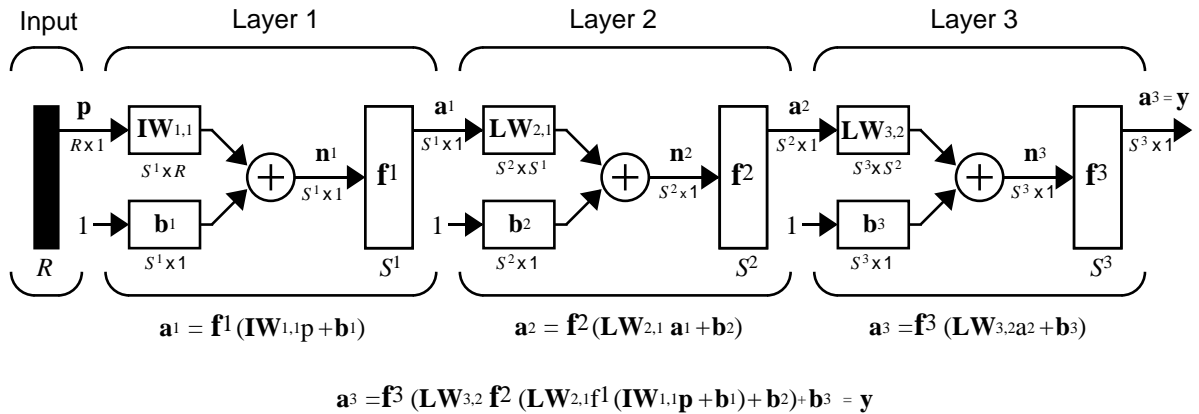 Input Layer 1 Layer 2 Layer 3
p a1 a2 a3 = y
IW1,1 LW2,1 LW3,2
R x 1 S1 x 1 S2 x 1 S3 x 1
n1 n2 n3
S1 x R S2 x S1 S3 x S2
f1 f2 f3
S1 x 1 S2 x 1 S3 x 1
1 b1 1 b2 1 b3
S1 x 1 S2 x 1 S3 x 1
R S1 S2 S3
a1 = f1 (IW1,1p + b1) a2 = f2 (LW2,1 a1 + b2) a3 = f3 (LW3,2a2 + b3)
a3 = f3 (LW3,2 f2 (LW2,1f1 (IW1,1p + b1) + b2) + b3 = y